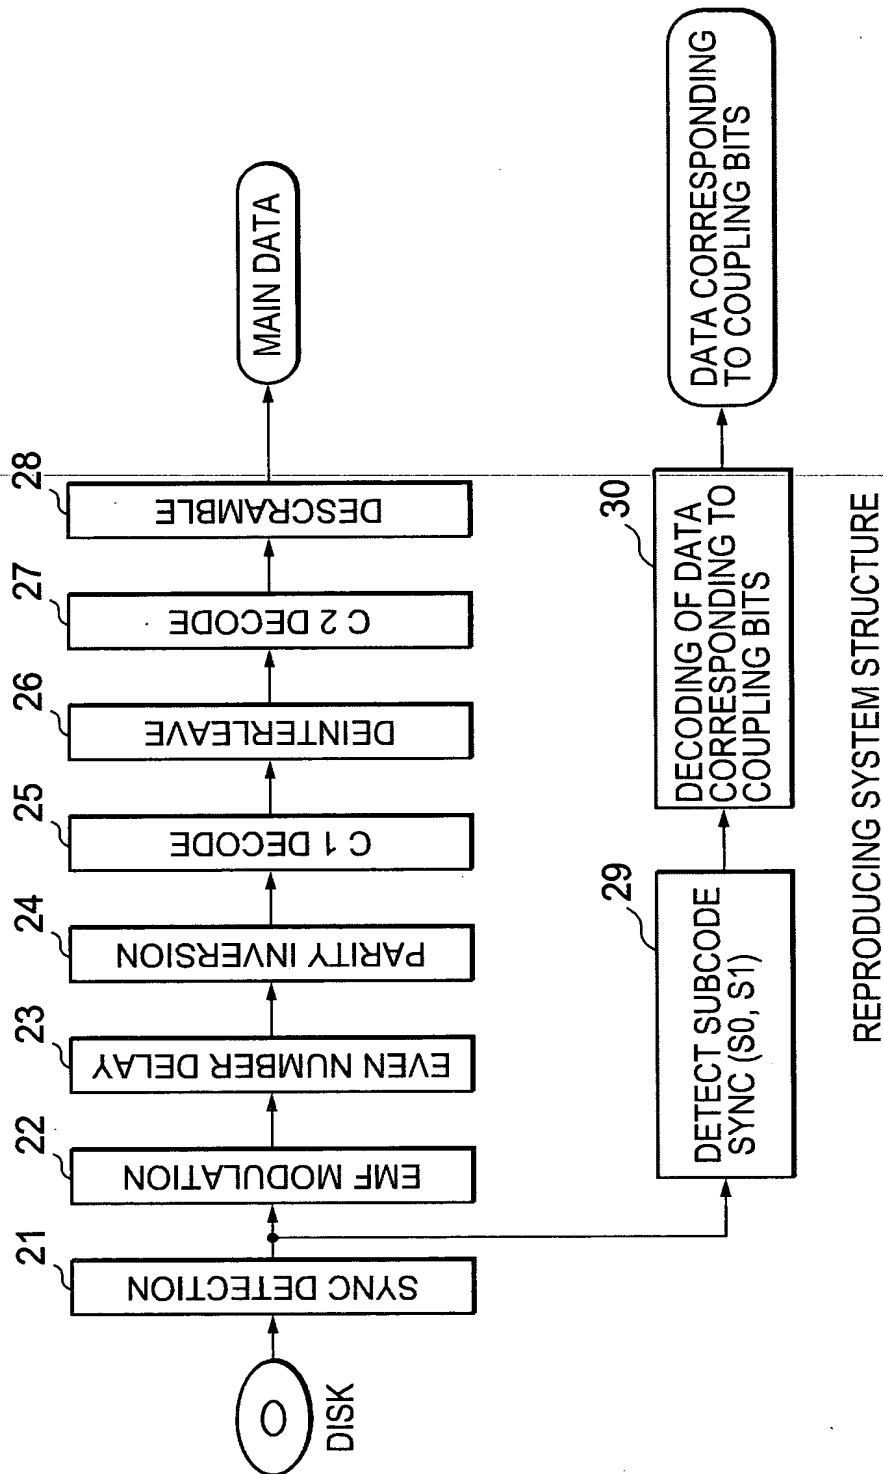 DISK
21
SYNC DETECTION
22
EMF MODULATION
23
EVEN NUMBER DELAY
24
PARITY INVERSION
25
C 1 DECODE
26
DEINTERLEAVE
27
C 2 DECODE
28
DESCRAMBLE
MAIN DATA
29
DETECT SUBCODE
SYNC (S0, S1)
30
DECODING OF DATA
CORRESPONDING TO
COUPLING BITS
DATA CORRESPONDING
TO COUPLING BITS
REPRODUCING SYSTEM STRUCTURE